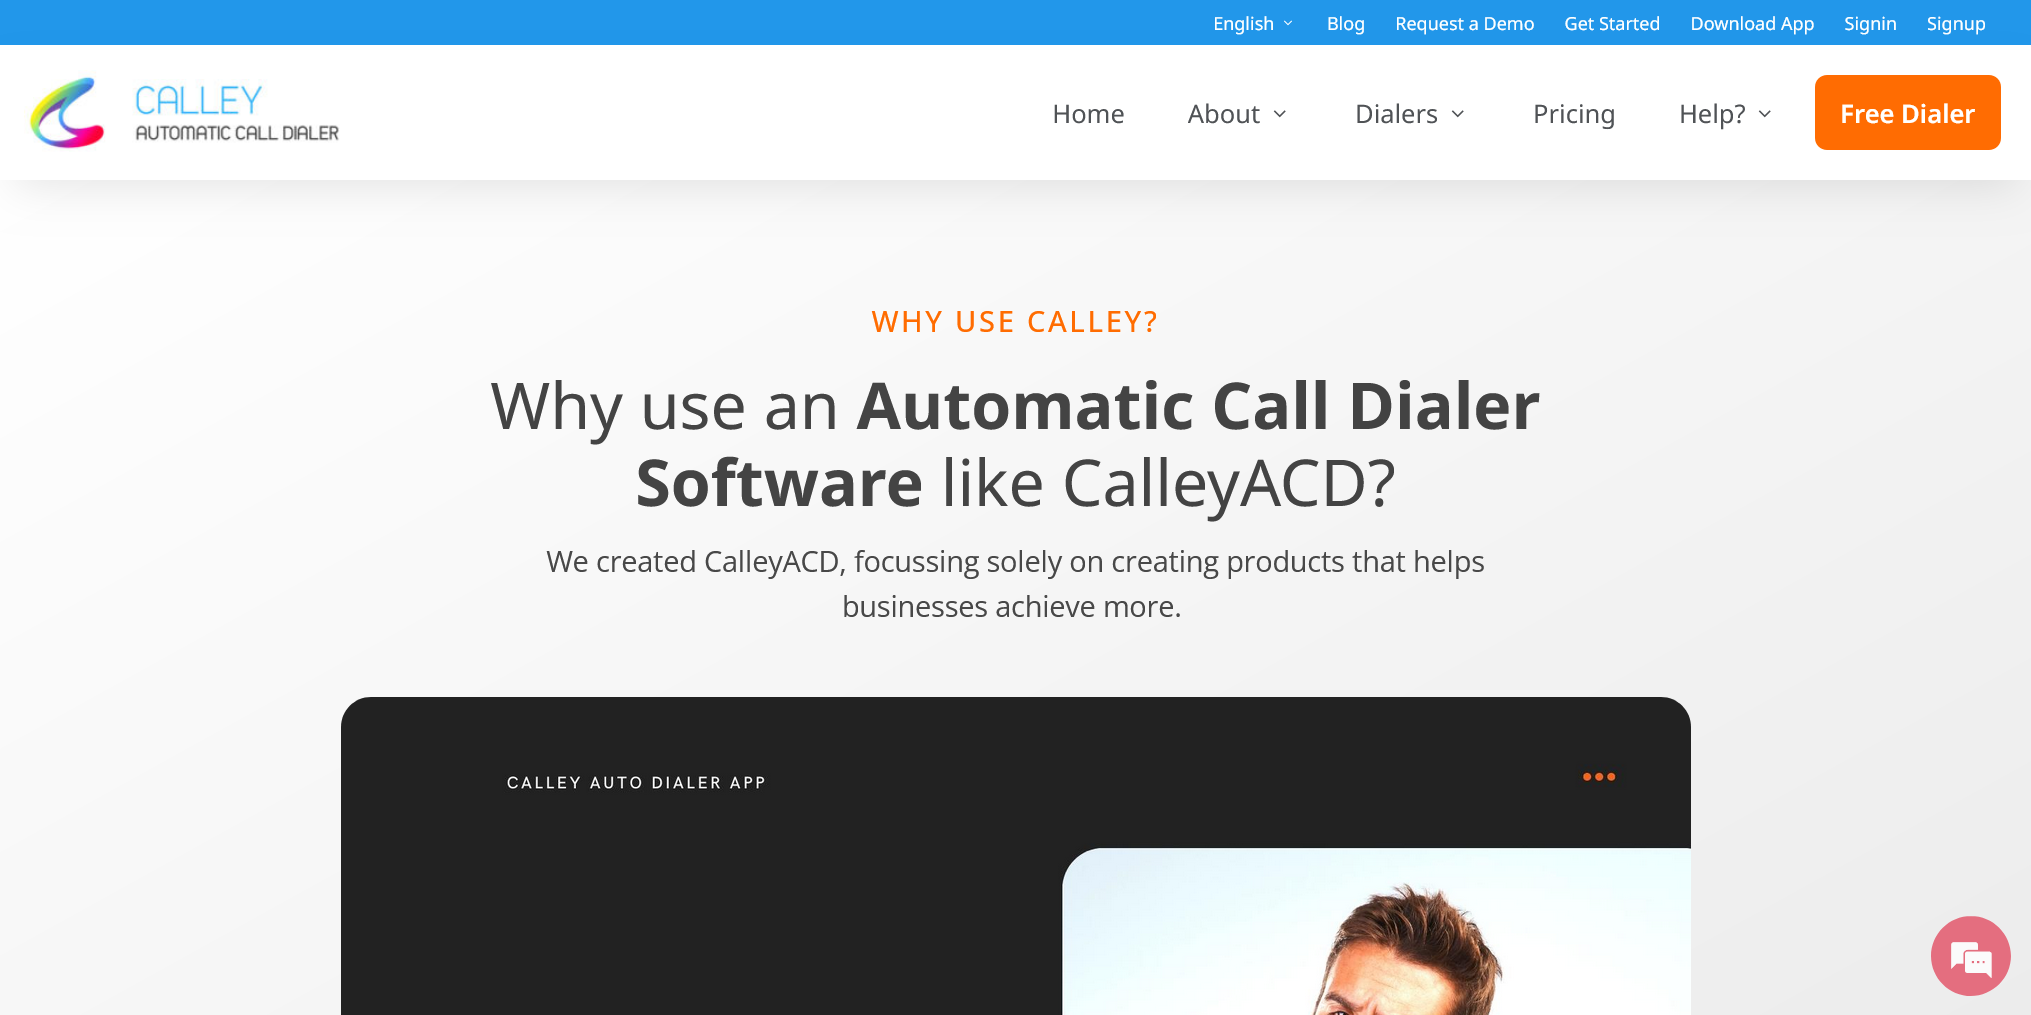 English
Blog
Request a Demo
Get Started
Download App
Signin
Signup
CALLEY
AUTOMATIC CALL DIALER
Home
About
Dialers
Pricing
Help?
Free Dialer
WHY USE CALLEY?
Why use an Automatic Call Dialer
Software like CalleyACD?
We created CalleyACD, focussing solely on creating products that helps
businesses achieve more.
CALLEY AUTO DIALER APP